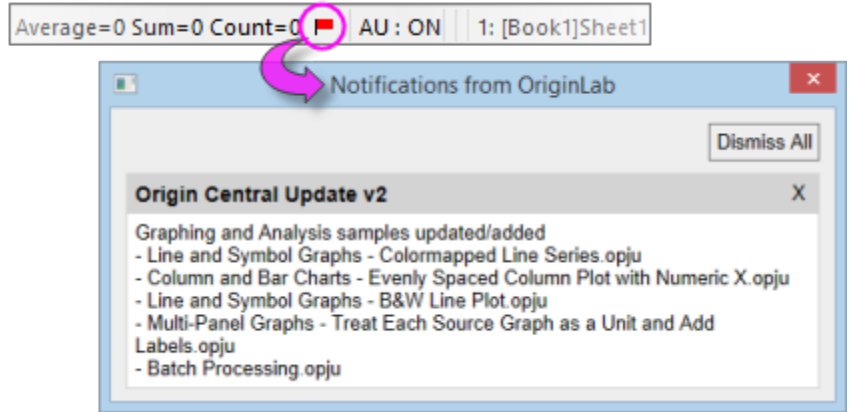 Average=0 Sum=0 Count=0 AU : ON 1: [Book1]Sheet1
Notifications from OriginLab
Dismiss All
Origin Central Update v2 X
Graphing and Analysis samples updated/added
- Line and Symbol Graphs - Colormapped Line Series.opju
- Column and Bar Charts - Evenly Spaced Column Plot with Numeric X.opju
- Line and Symbol Graphs - B&W Line Plot.opju
- Multi-Panel Graphs - Treat Each Source Graph as a Unit and Add
Labels.opju
- Batch Processing.opju